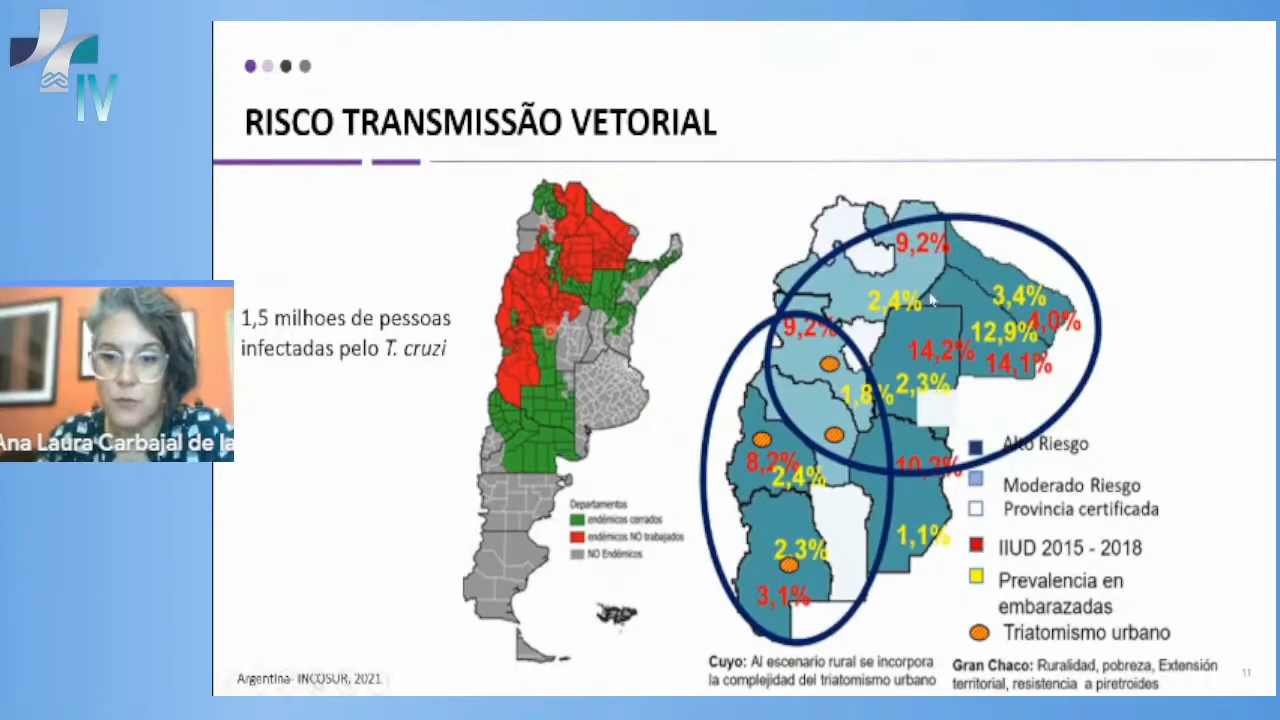 IV
RISCO TRANSMISSÃO VETORIAL
1,5 milhoes de pessoas
infectadas pelo T. cruzi
Ana Laura Carbajal de la
Departamentos
endémicos cerrados
endémicos NO trabajados
NO Endémicos
9,2%
2,4%
3,4%
4,0%
9,2%
12,9%
14,2%
14,1%
1,8%
2,3%
8,2%
2,4%
10,2%
2,3%
1,1%
3,1%
Alto Riesgo
Moderado Riesgo
Provincia certificada
IIUD 2015 - 2018
Prevalencia en
embarazadas
Triatomismo urbano
Cuyo: Al escenario rural se incorpora
la complejidad del triatomismo urbano
Gran Chaco: Ruralidad, pobreza, Extensión
territorial, resistencia a piretroides
Argentina- INCOSUR, 2021
11